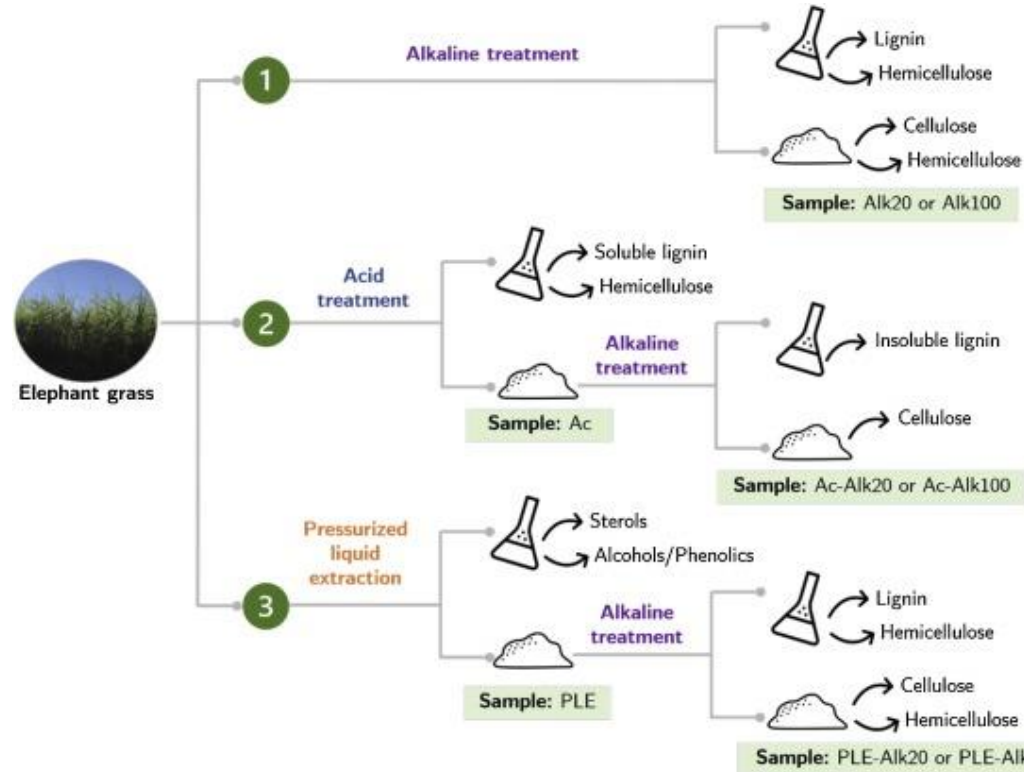 Alkaline treatment
1
Lignin
Hemicellulose
Cellulose
Hemicellulose
Sample: Alk20 or Alk100
Elephant grass
2
Acid
treatment
Soluble lignin
Hemicellulose
Sample: Ac
Alkaline
treatment
Insoluble lignin
Cellulose
Sample: Ac-Alk20 or Ac-Alk100
3
Pressurized
liquid
extraction
Sterols
Alcohols/Phenolics
Sample: PLE
Alkaline
treatment
Lignin
Hemicellulose
Cellulose
Hemicellulose
Sample: PLE-Alk20 or PLE-Alk